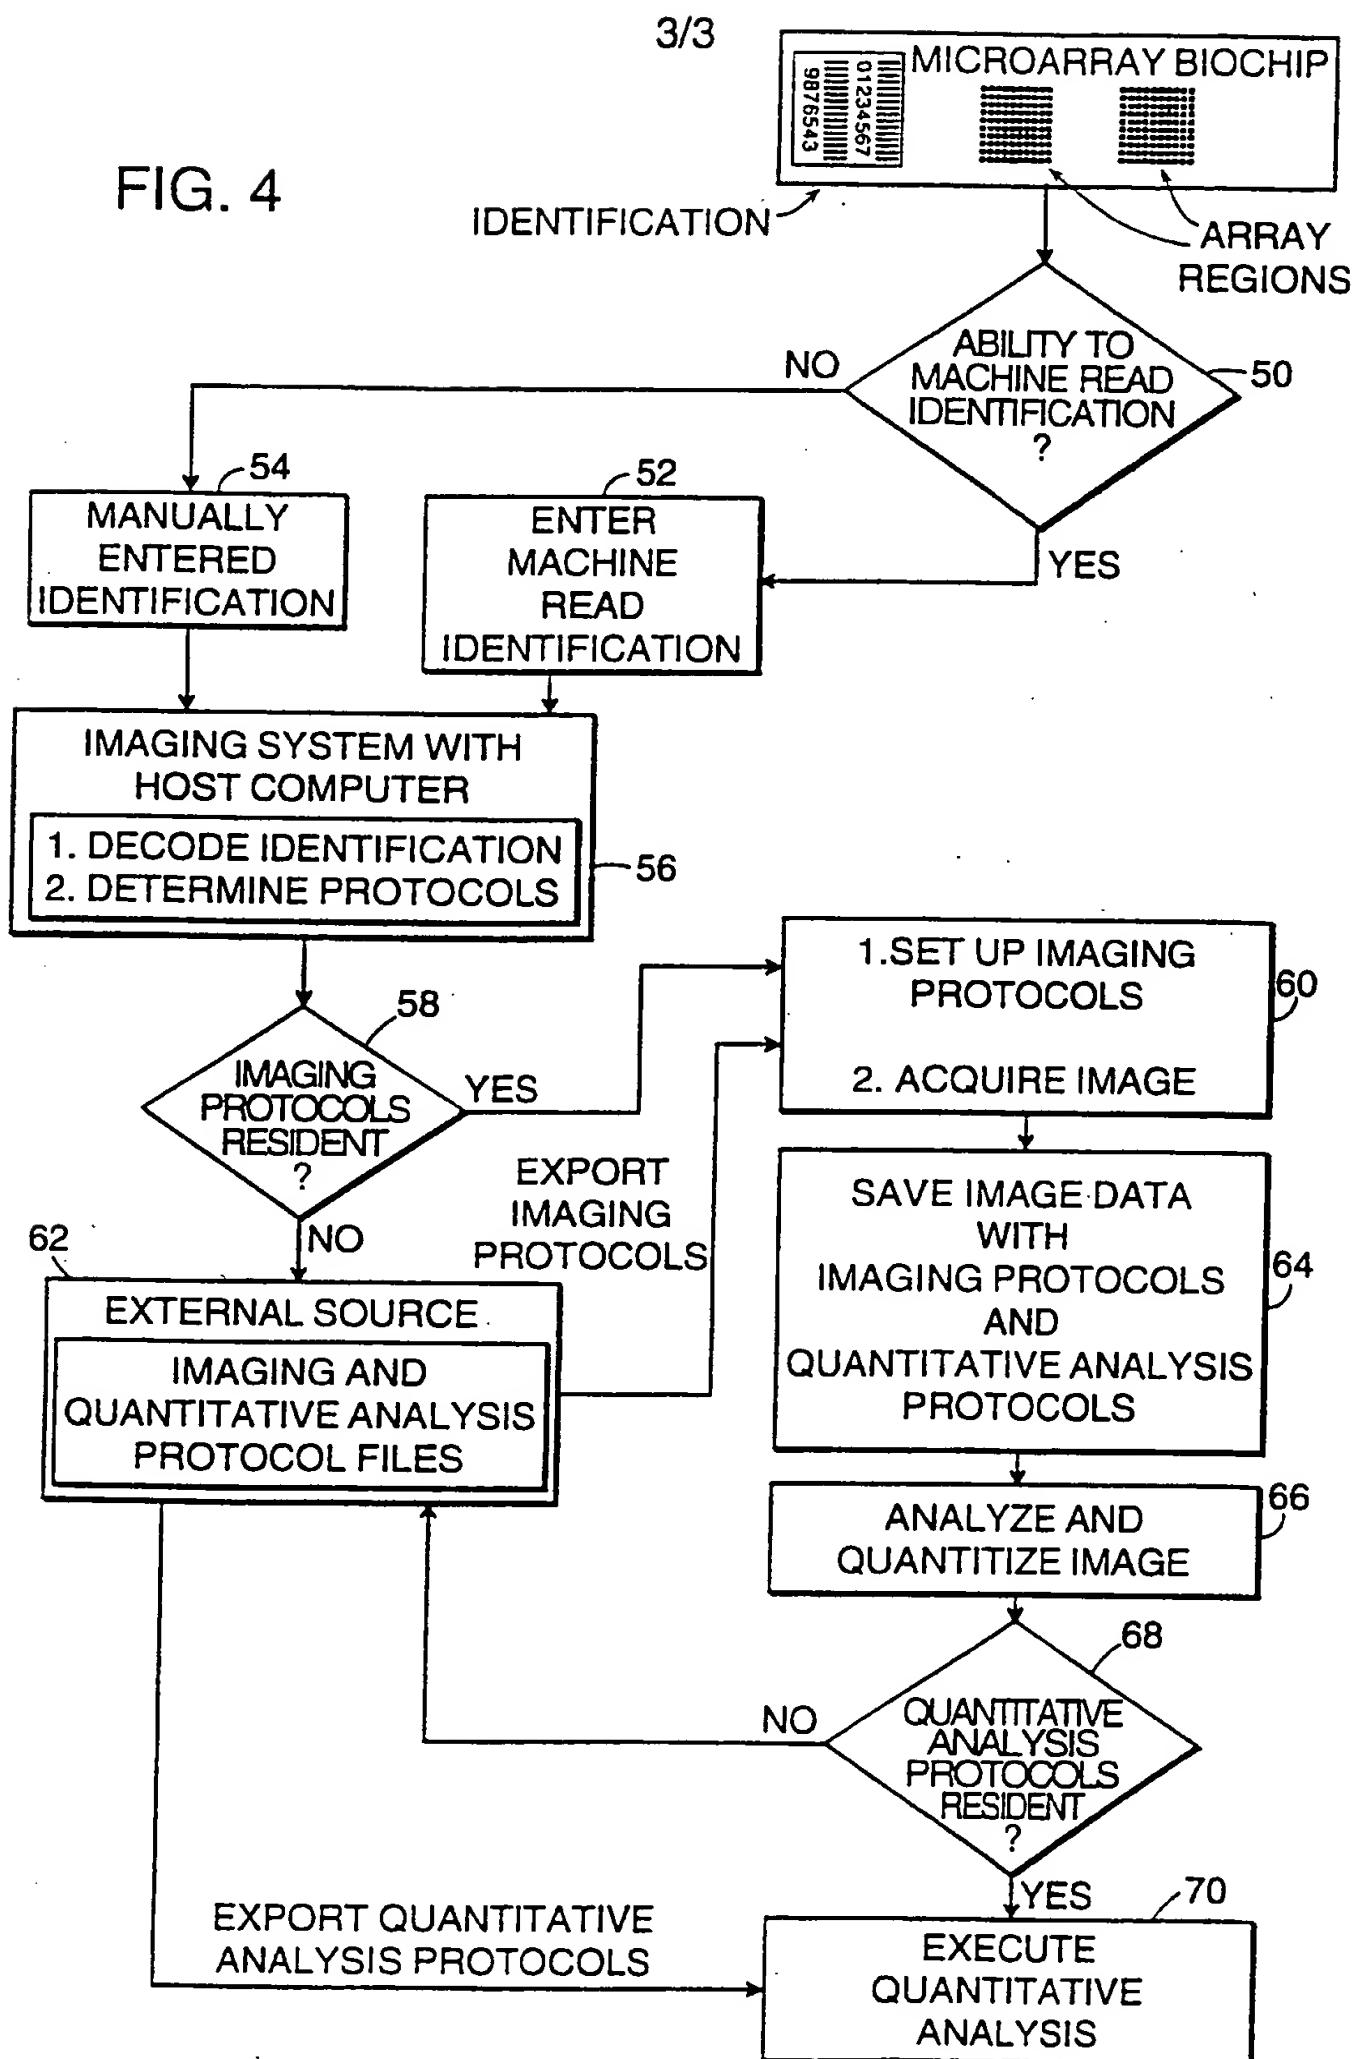 3/3
FIG. 4
MICROARRAY BIOCHIP
01234567
9876543
IDENTIFICATION
ARRAY
REGIONS
ABILITY TO
MACHINE READ
IDENTIFICATION
?
50
NO
YES
54
MANUALLY
ENTERED
IDENTIFICATION
52
ENTER
MACHINE
READ
IDENTIFICATION
IMAGING SYSTEM WITH
HOST COMPUTER
1. DECODE IDENTIFICATION
2. DETERMINE PROTOCOLS
56
58
IMAGING
PROTOCOLS
RESIDENT
?
YES
NO
1.SET UP IMAGING
PROTOCOLS
2. ACQUIRE IMAGE
60
EXPORT
IMAGING
PROTOCOLS
62
EXTERNAL SOURCE
IMAGING AND
QUANTITATIVE ANALYSIS
PROTOCOL FILES
SAVE IMAGE DATA
WITH
IMAGING PROTOCOLS
AND
QUANTITATIVE ANALYSIS
PROTOCOLS
64
ANALYZE AND
QUANTITIZE IMAGE
66
68
QUANTITATIVE
ANALYSIS
PROTOCOLS
RESIDENT
?
NO
YES
EXPORT QUANTITATIVE
ANALYSIS PROTOCOLS
70
EXECUTE
QUANTITATIVE
ANALYSIS